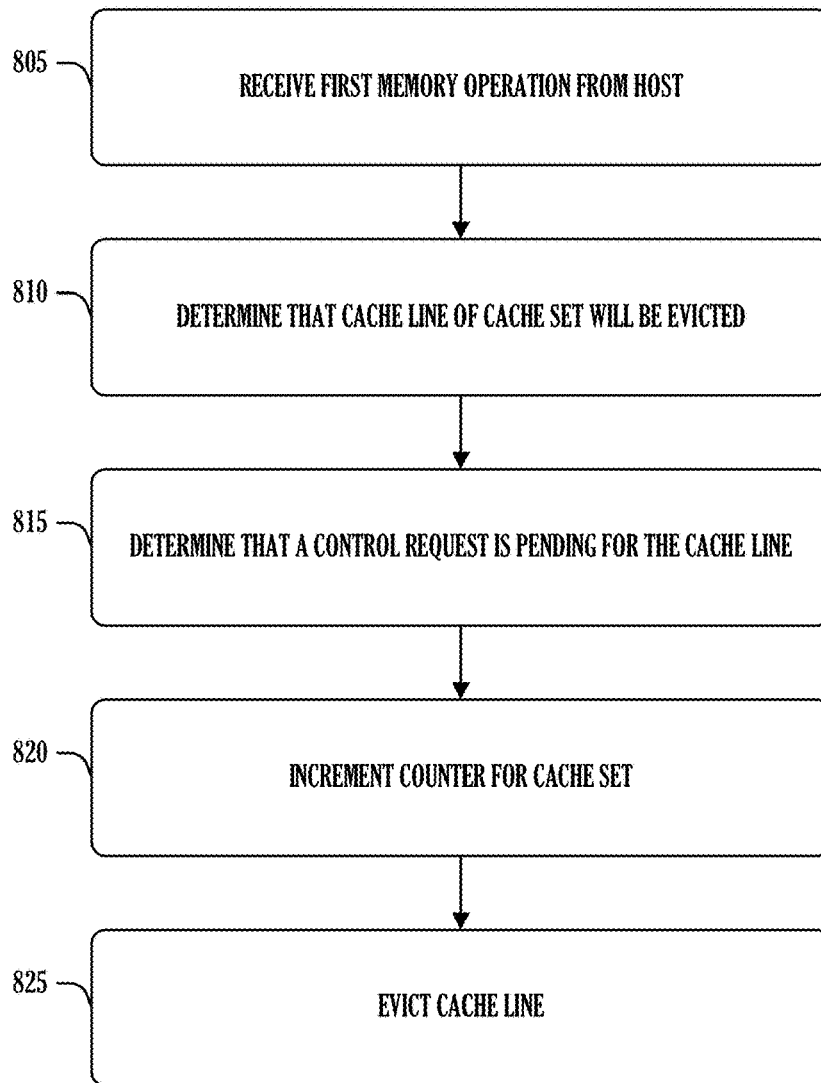 805
RECEIVE FIRST MEMORY OPERATION FROM HOST
810
DETERMINE THAT CACHE LINE OF CACHE SET WILL BE EVICTED
815
DETERMINE THAT A CONTROL REQUEST IS PENDING FOR THE CACHE LINE
820
INCREMENT COUNTER FOR CACHE SET
825
EVICT CACHE LINE